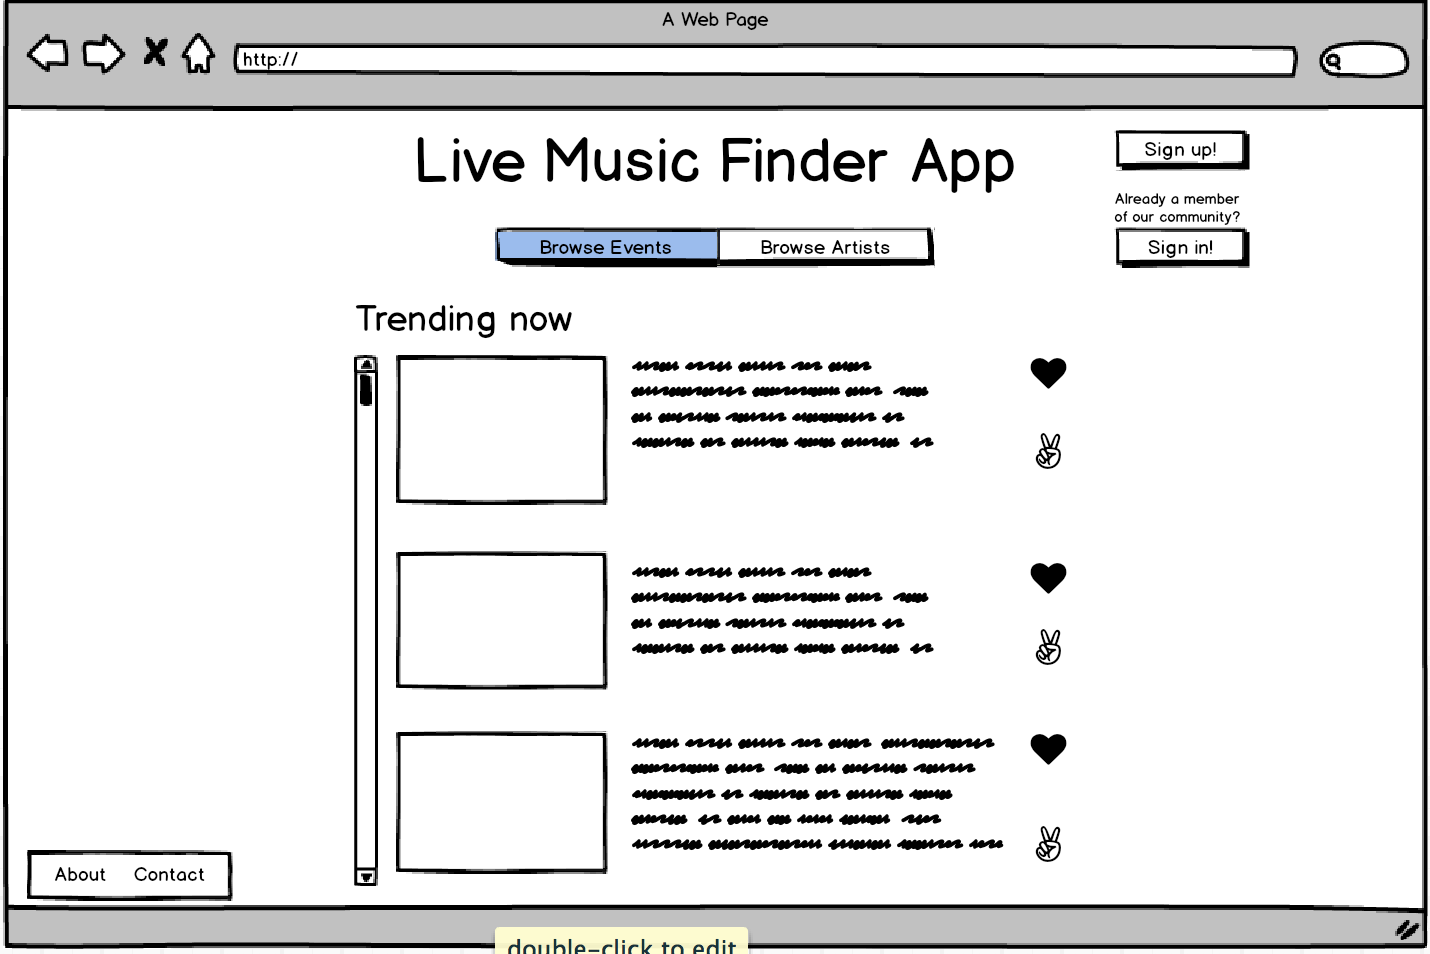 A Web Page
http://
Live Music Finder App
Sign up!
Already a member
of our community?
Browse Events
Browse Artists
Sign in!
Trending now
About
Contact
double-click to edit